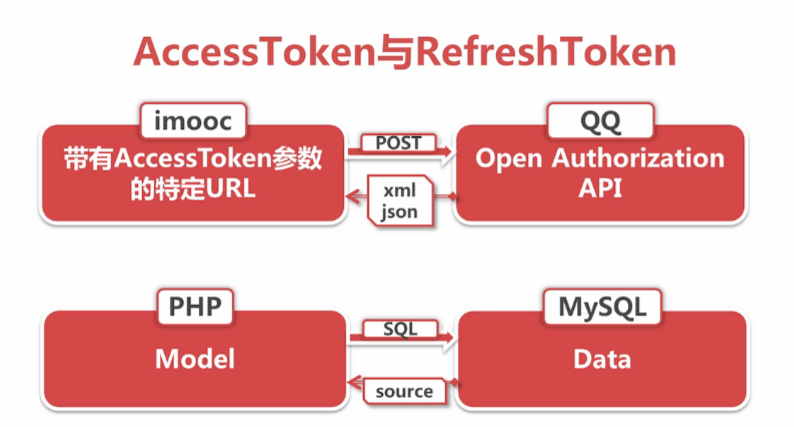 AccessToken与RefreshToken
imooc
带有AccessToken参数
的特定URL
POST
xml
json
QQ
Open Authorization
API
PHP
Model
SQL
source
MySQL
Data